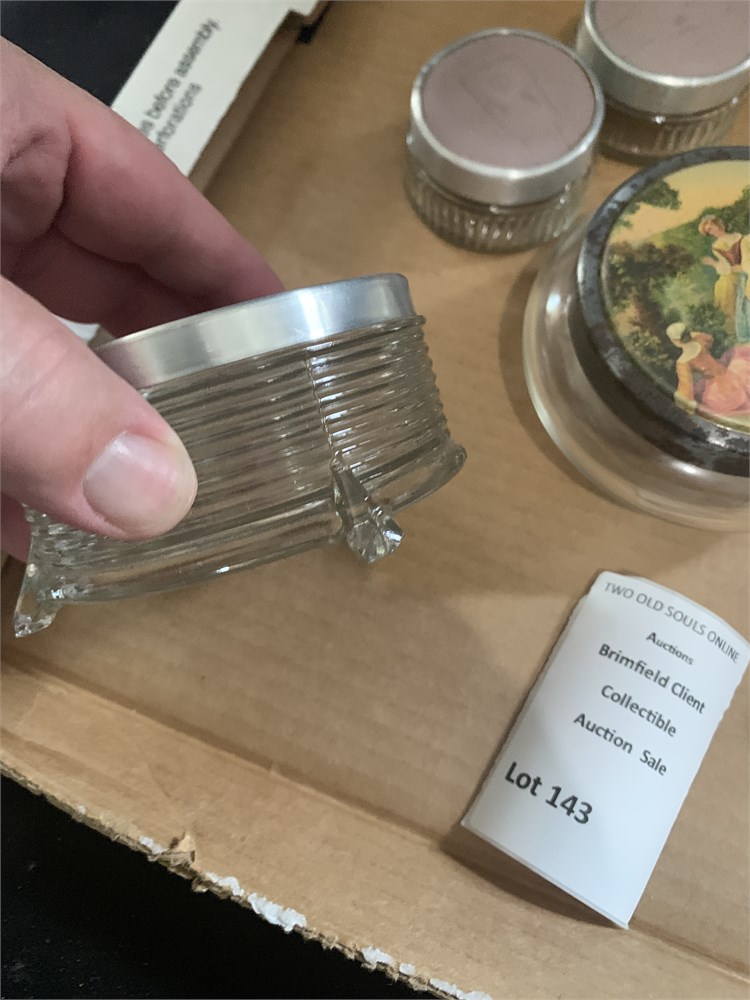 before assembly.
TWO OLD SOULS ONLINE
Auctions
Brimfield Client
Collectible
Auction Sale
Lot 143